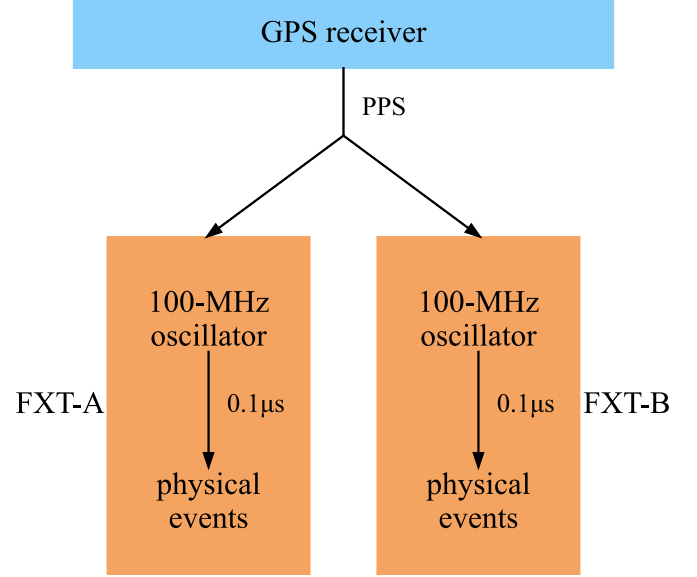 GPS receiver
PPS
100-MHz
oscillator
0.1μs
physical
events
FXT-A
100-MHz
oscillator
0.1μs
physical
events
FXT-B